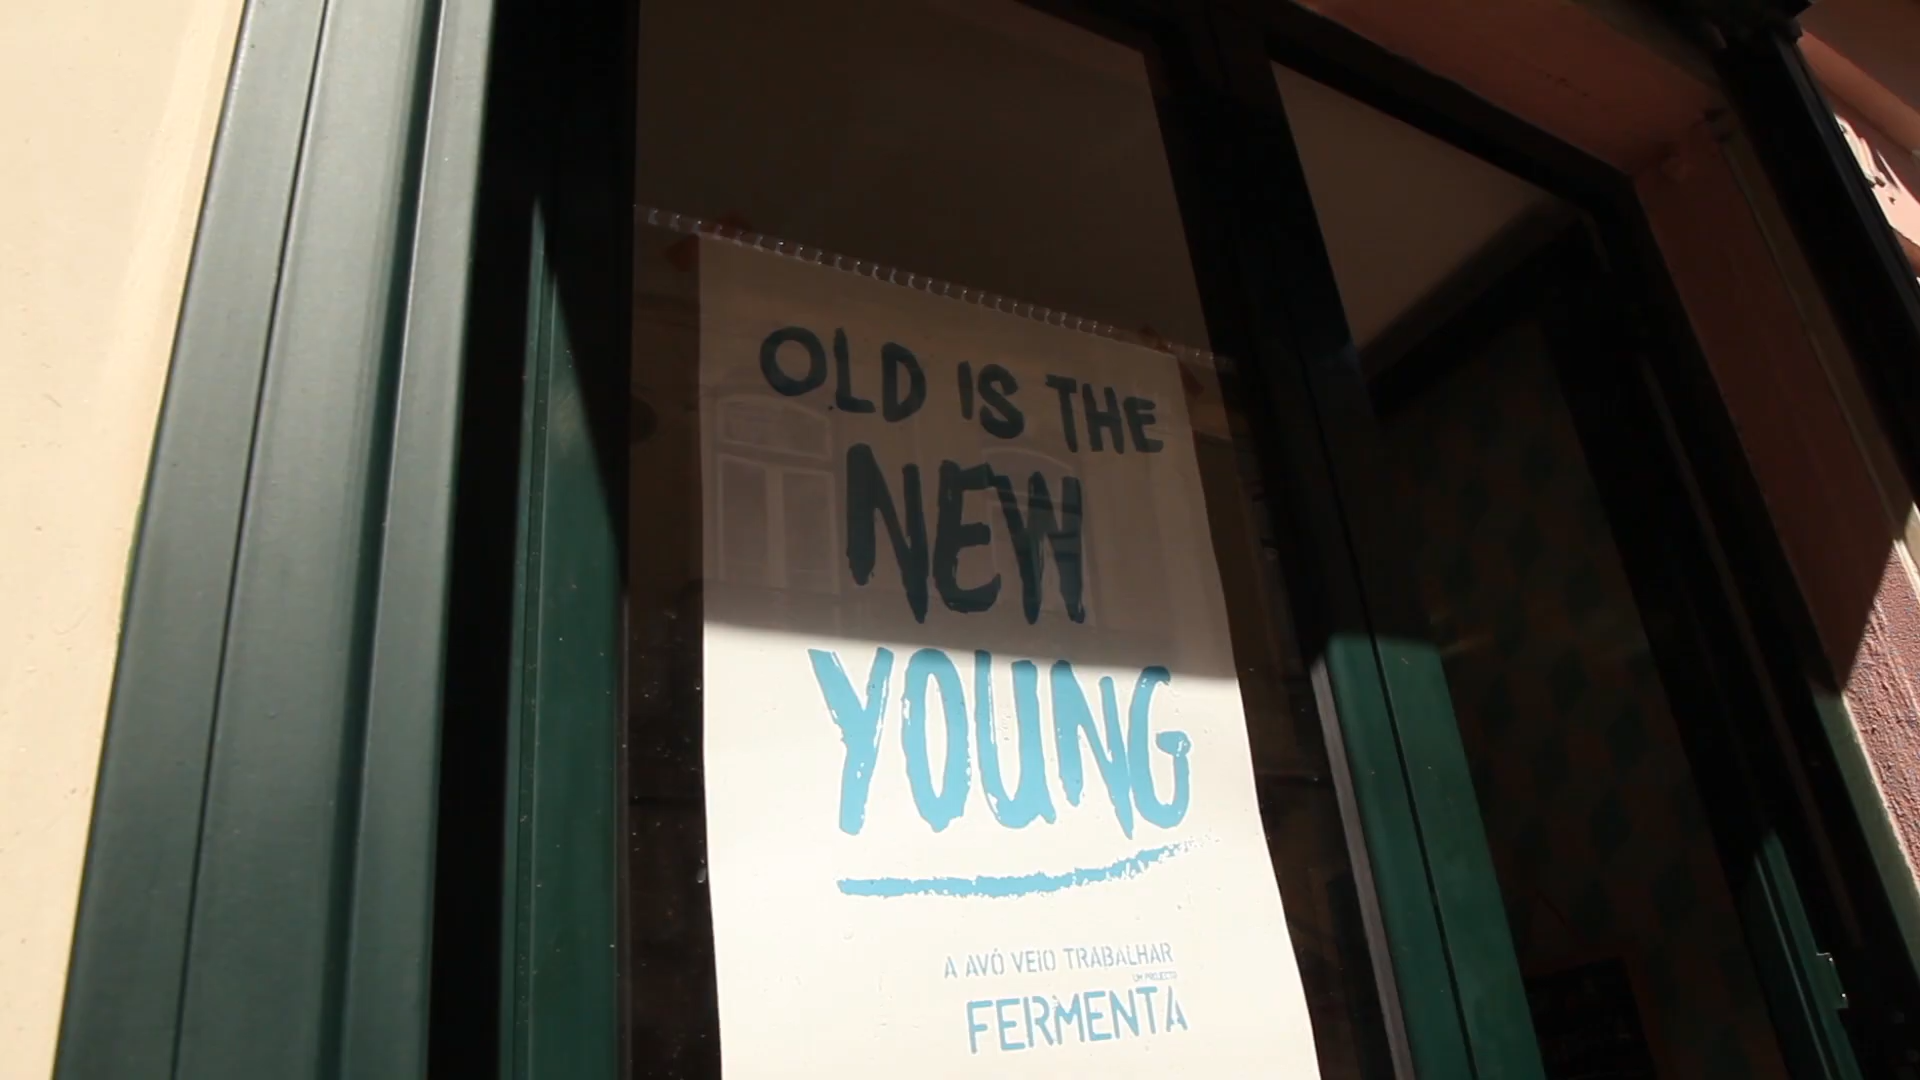 OLD IS THE
NEW
YOUNG
A AVÓ VEIO TRABALHAR
UM PROJECTO
FERMENTA